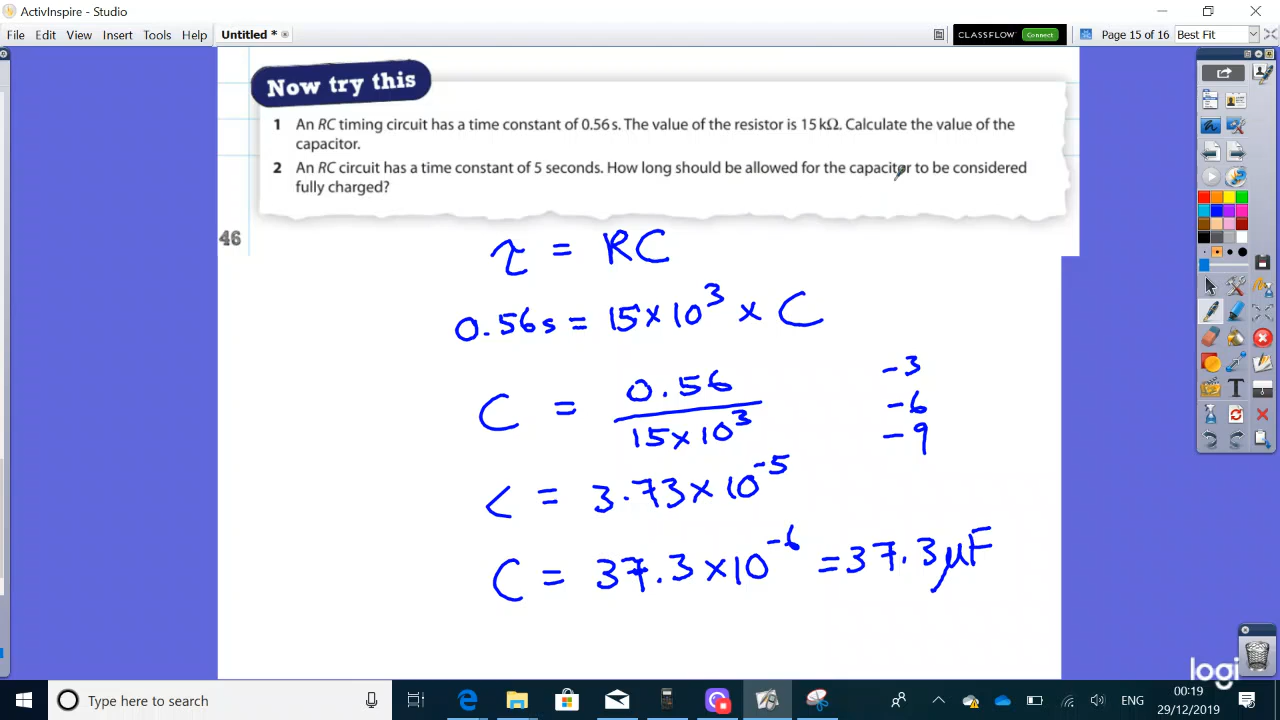 ActivInspire - Studio
File Edit View Insert Tools Help
Untitled *
CLASSFLOW Connect
Page 15 of 16
Best Fit
Now try this
1 An RC timing circuit has a time constant of 0.56 s. The value of the resistor is 15 kΩ. Calculate the value of the
capacitor.
2 An RC circuit has a time constant of 5 seconds. How long should be allowed for the capacitor to be considered
fully charged?
46
τ = RC
0.56s = 15×10³ × C
C = 0.56
15×10³
-3
-6
-9
C = 3.73×10⁻⁵
C = 37.3×10⁻⁶ = 37.3μF
logi
Type here to search
ENG
00:19
29/12/2019